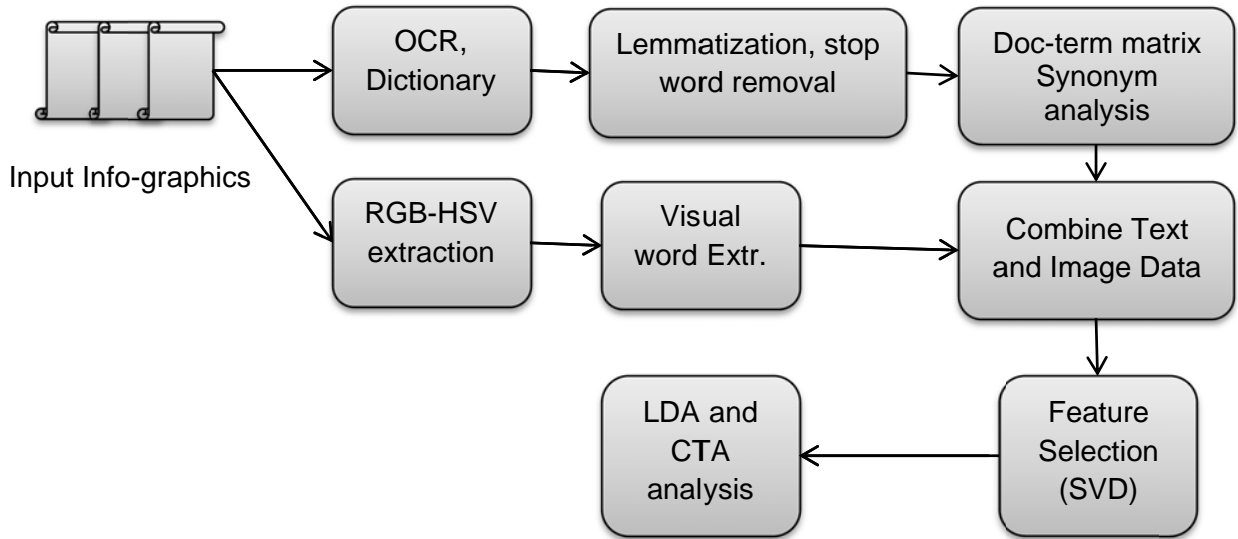 OCR,
Dictionary
Lemmatization, stop
word removal
Doc-term matrix
Synonym
analysis
Input Info-graphics
RGB-HSV
extraction
Visual
word Extr.
Combine Text
and Image Data
LDA and
CTA
analysis
Feature
Selection
(SVD)